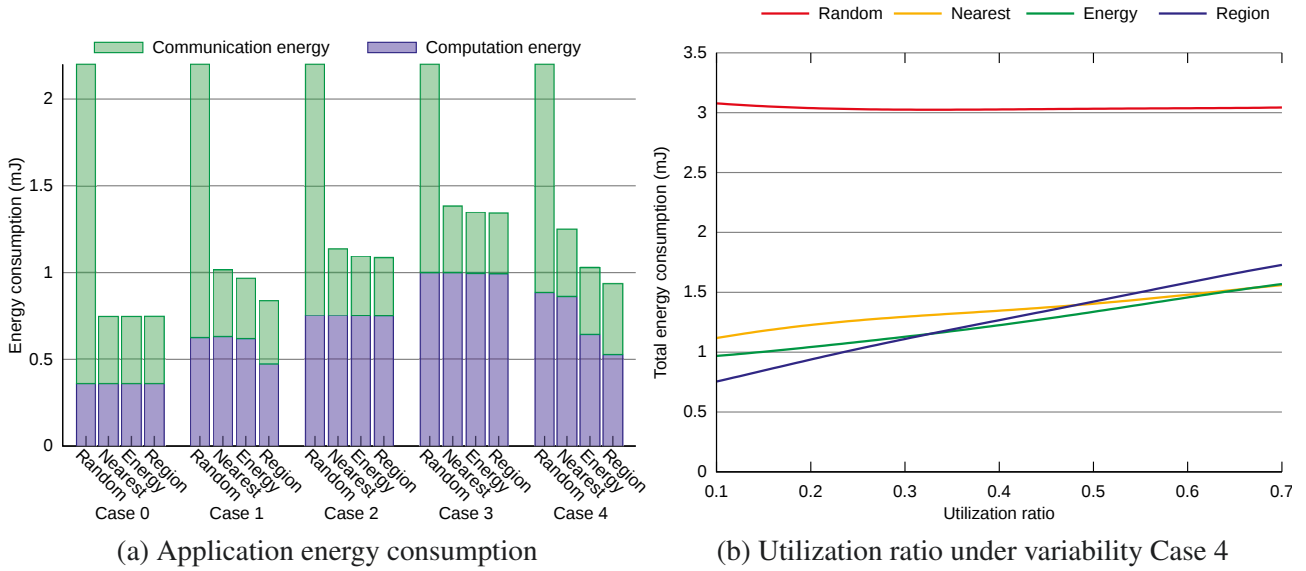 Communication energy Computation energy
Energy consumption (mJ)
2
1.5
1
0.5
0
Random Nearest Energy Region
Random Nearest Energy Region
Random Nearest Energy Region
Random Nearest Energy Region
Random Nearest Energy Region
Case 0 Case 1 Case 2 Case 3 Case 4
(a) Application energy consumption
Random Nearest Energy Region
Total energy consumption (mJ)
3.5
3
2.5
2
1.5
1
0.5
0
0.1 0.2 0.3 0.4 0.5 0.6 0.7
Utilization ratio
(b) Utilization ratio under variability Case 4